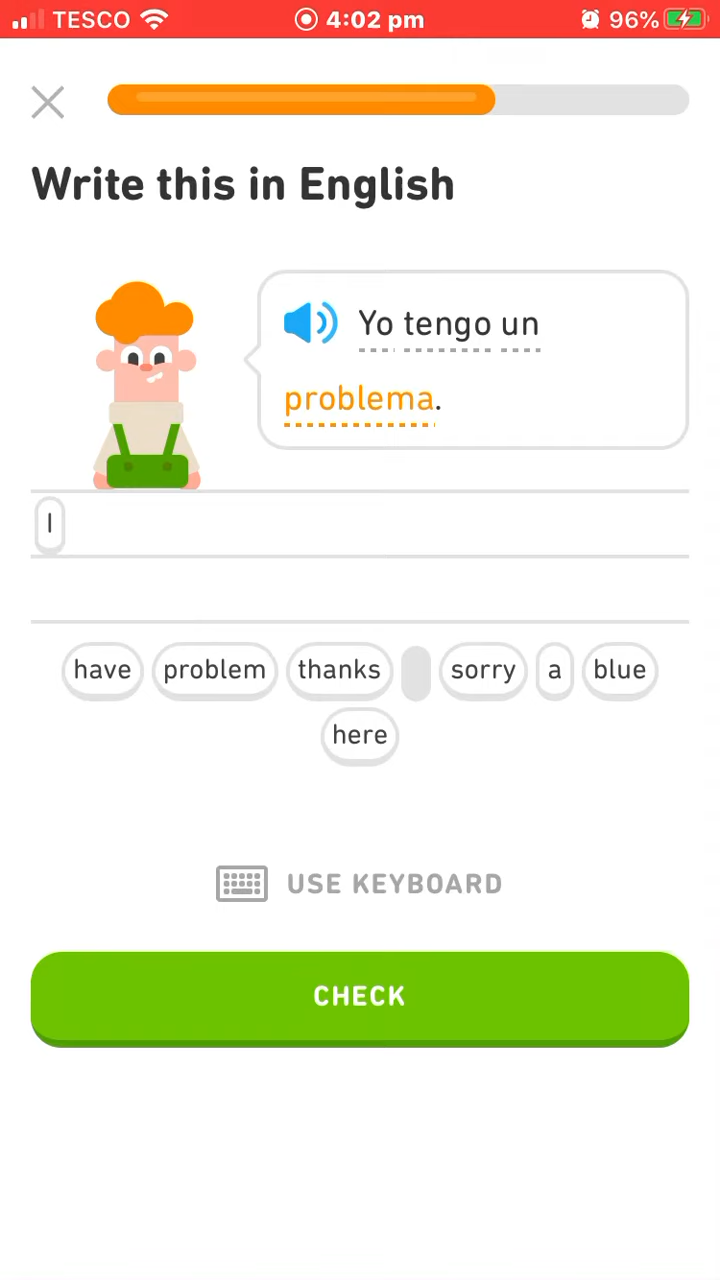 TESCO 4:02 pm 96%
Write this in English
Yo tengo un
problema.
I
have problem thanks sorry a blue
here
USE KEYBOARD
CHECK